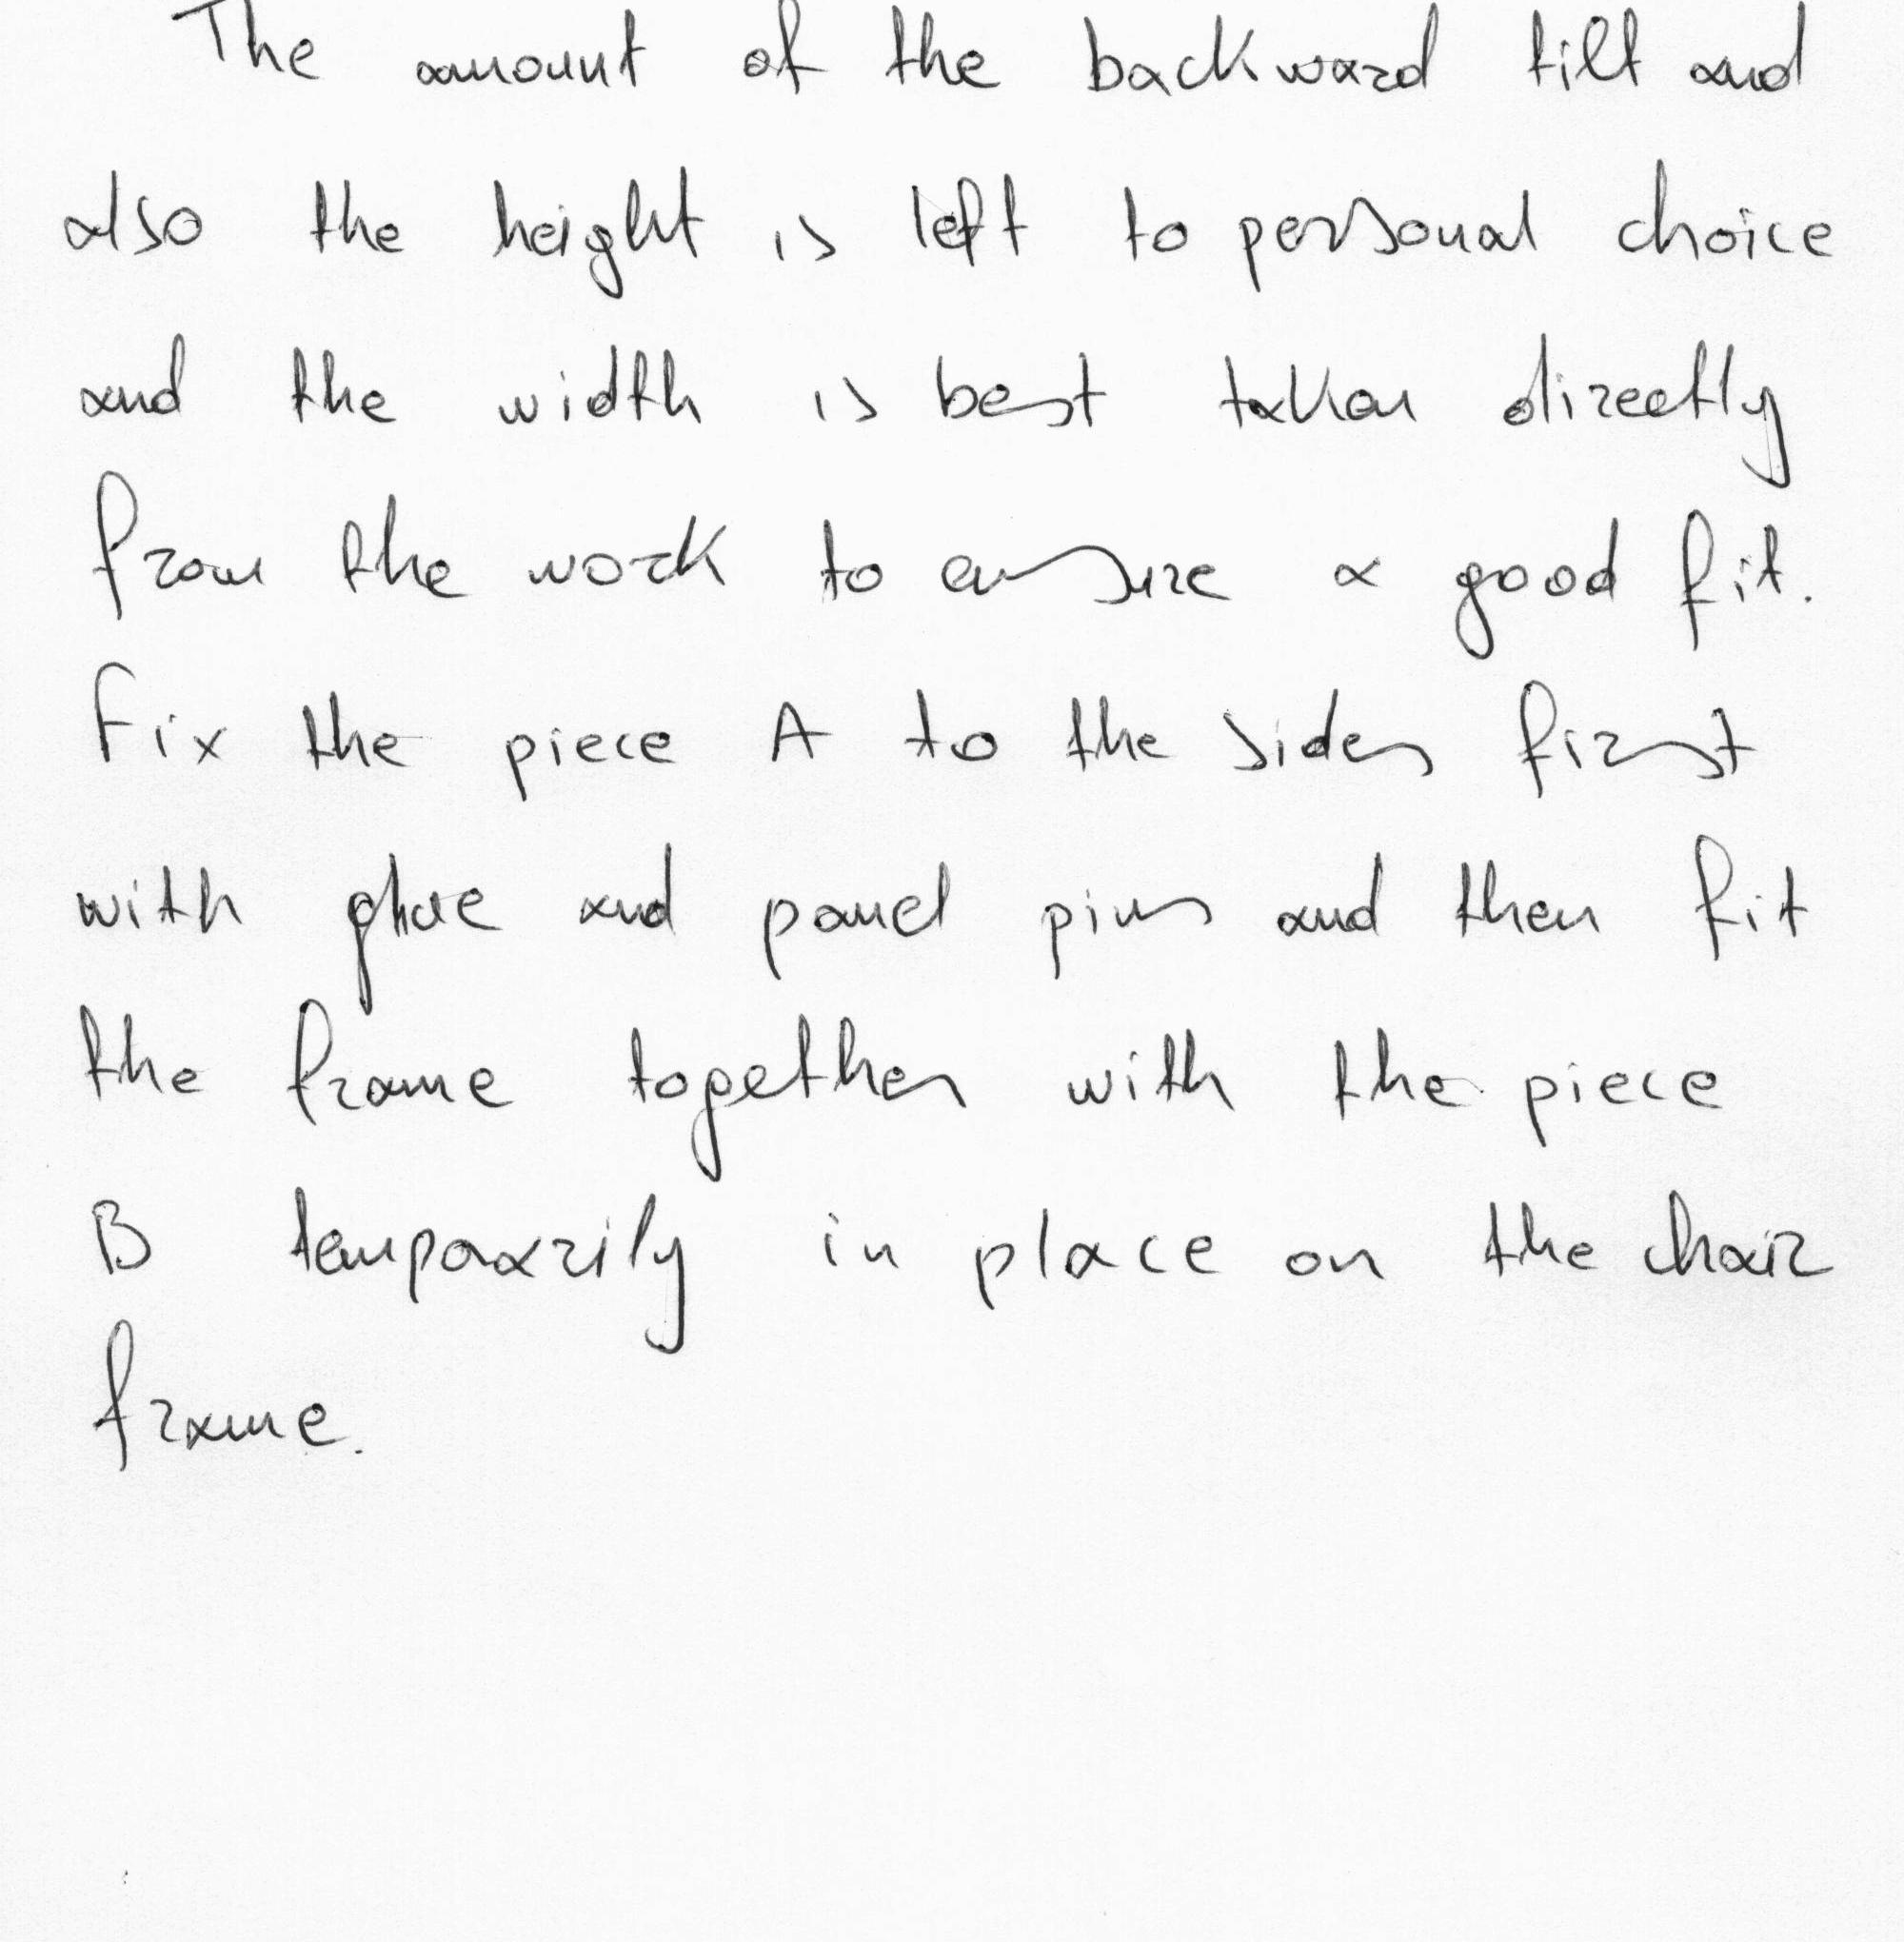 The amount of the backward tilt and
also the height is left to personal choice
and the width is best taken directly
from the work to ensure a good fit.
Fix the piece A to the sides first
with glue and panel pins and then fit
the frame together with the piece
B temporarily in place on the chair
frame.